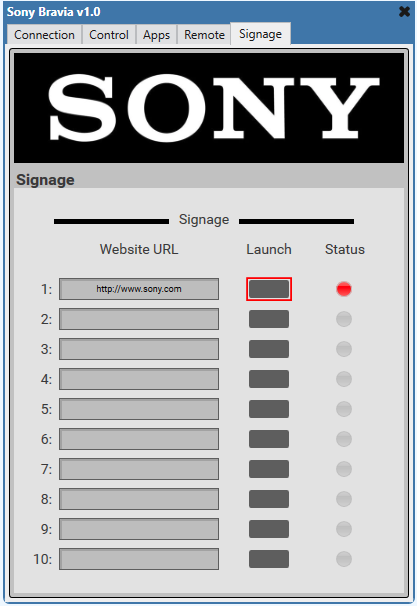 Sony Bravia v1.0
Connection Control Apps Remote Signage
SONY
Signage
Signage
Website URL Launch Status
1: http://www.sony.com
2:
3:
4:
5:
6:
7:
8:
9:
10: